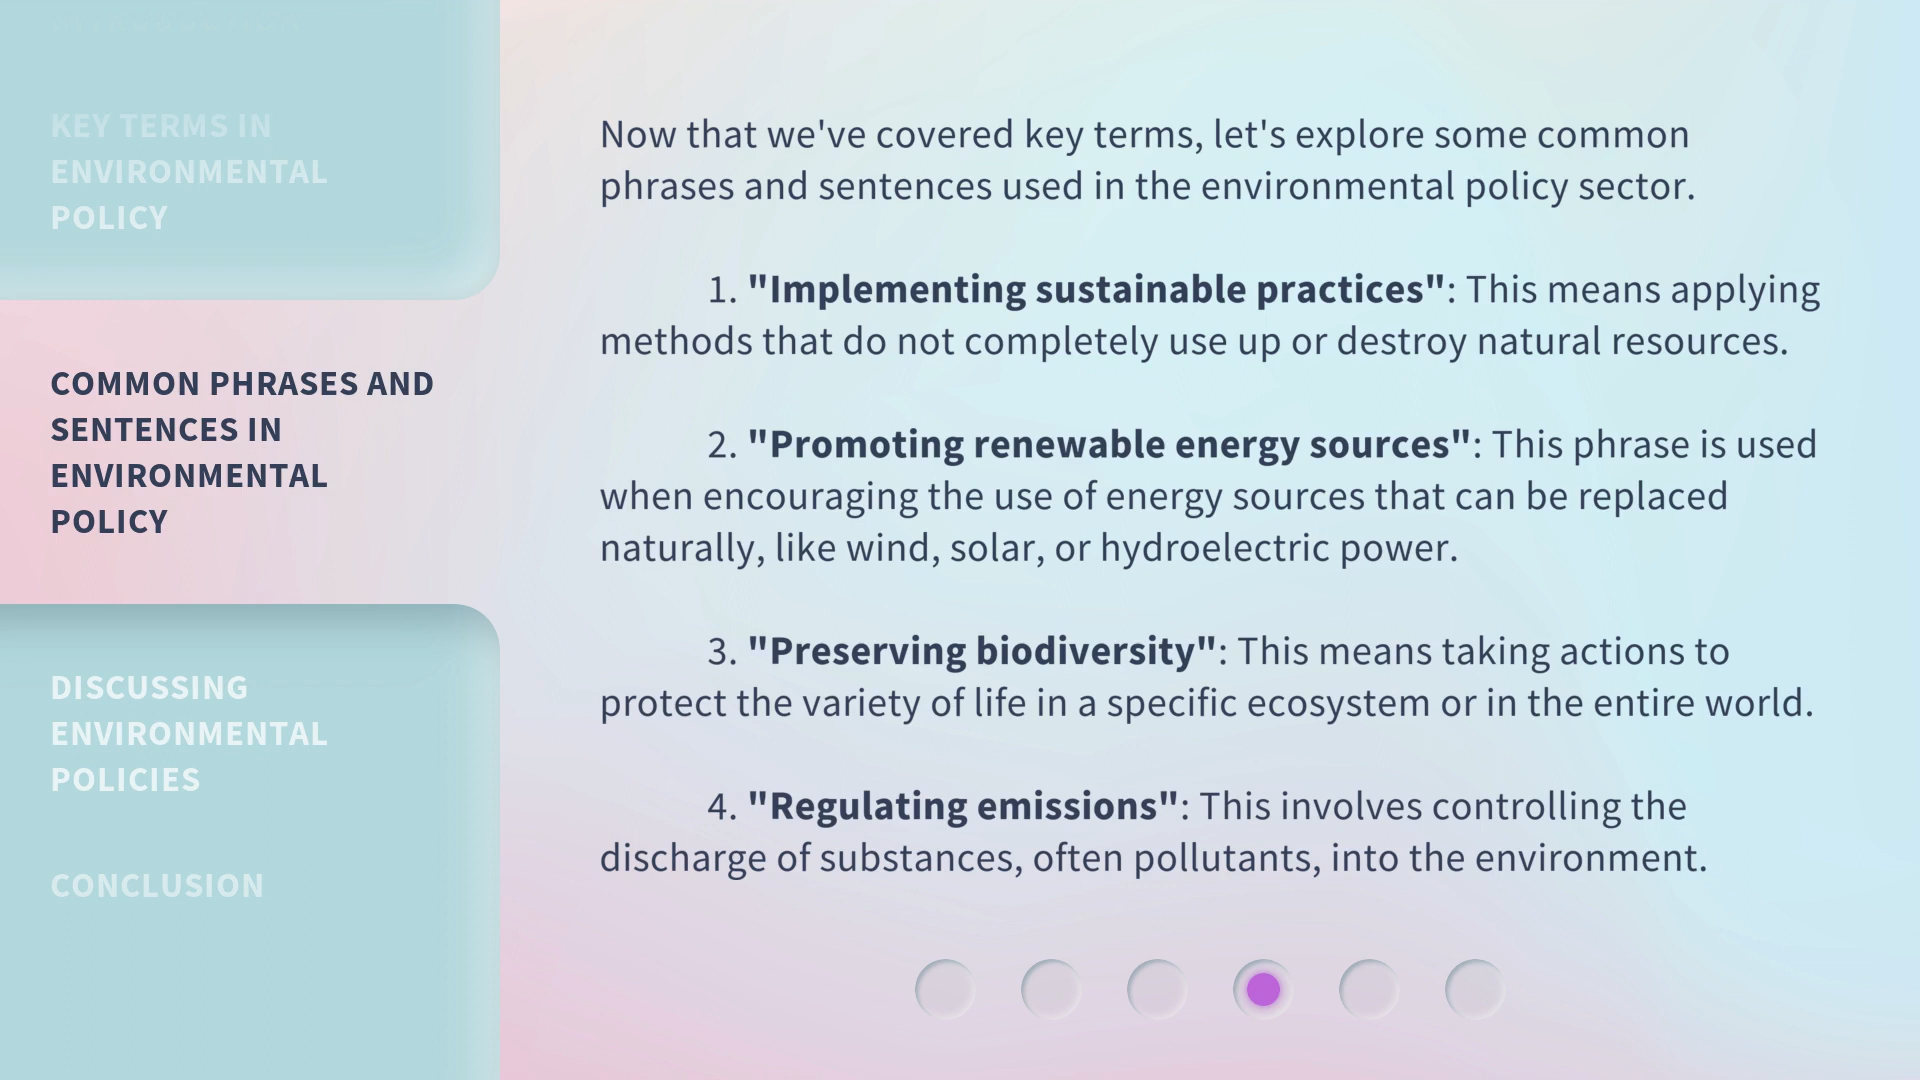 KEY TERMS IN
ENVIRONMENTAL
POLICY
COMMON PHRASES AND
SENTENCES IN
ENVIRONMENTAL
POLICY
DISCUSSING
ENVIRONMENTAL
POLICIES
CONCLUSION
Now that we've covered key terms, let's explore some common
phrases and sentences used in the environmental policy sector.
1. "Implementing sustainable practices": This means applying
methods that do not completely use up or destroy natural resources.
2. "Promoting renewable energy sources": This phrase is used
when encouraging the use of energy sources that can be replaced
naturally, like wind, solar, or hydroelectric power.
3. "Preserving biodiversity": This means taking actions to
protect the variety of life in a specific ecosystem or in the entire world.
4. "Regulating emissions": This involves controlling the
discharge of substances, often pollutants, into the environment.